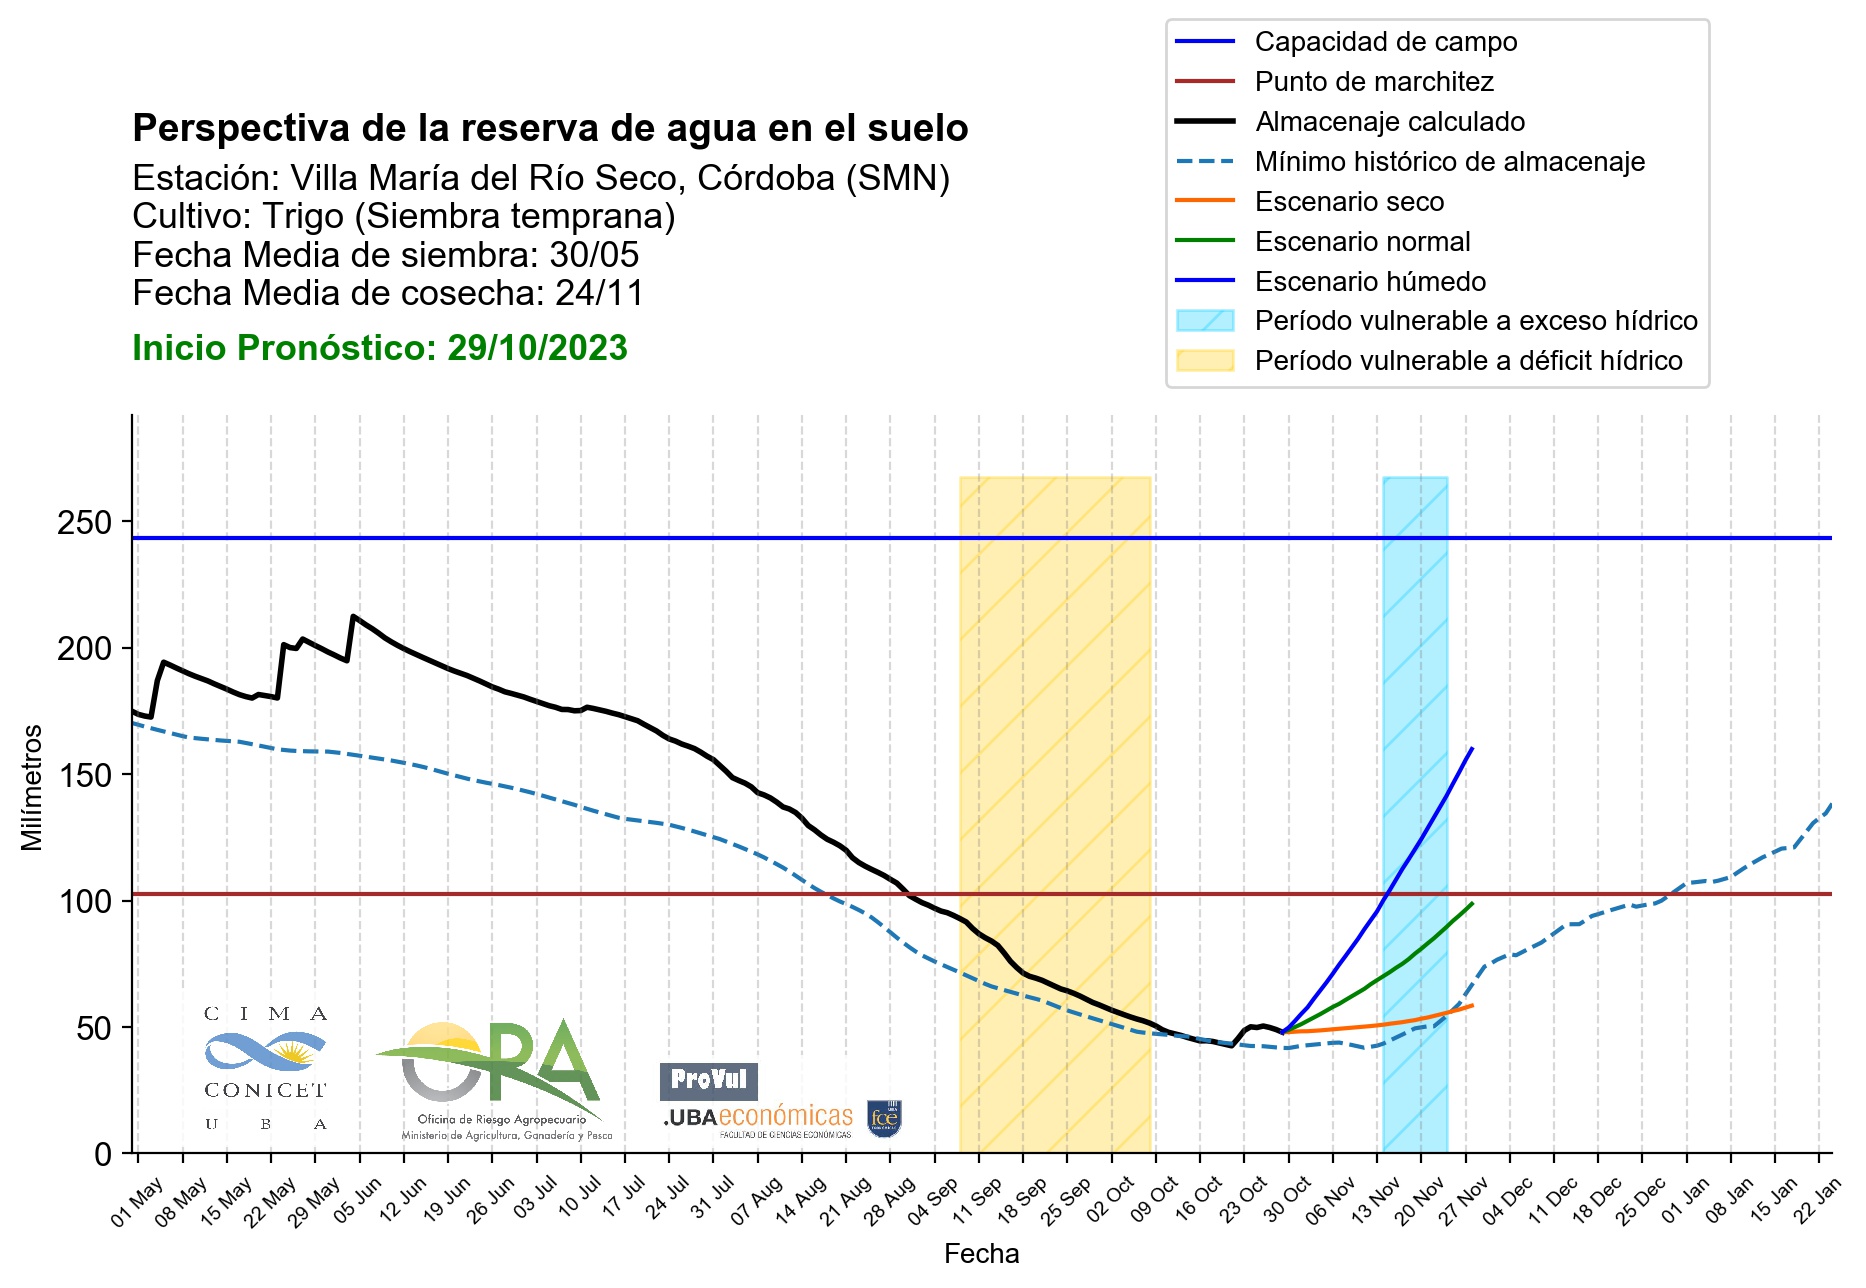 Capacidad de campo
Punto de marchitez
Almacenaje calculado
Mínimo histórico de almacenaje
Escenario seco
Escenario normal
Escenario húmedo
Período vulnerable a exceso hídrico
Período vulnerable a déficit hídrico
Perspectiva de la reserva de agua en el suelo
Estación: Villa María del Río Seco, Córdoba (SMN)
Cultivo: Trigo (Siembra temprana)
Fecha Media de siembra: 30/05
Fecha Media de cosecha: 24/11
Inicio Pronóstico: 29/10/2023
250
200
150
100
50
0
Milímetros
CIMA
CONICET
UBA
ORA
Oficina de Riesgo Agropecuario
Ministerio de Agricultura, Ganadería y Pesca
ProVul
.UBAeconómicas
FACULTAD DE CIENCIAS ECONÓMICAS
fce
01 May
08 May
15 May
22 May
29 May
05 Jun
12 Jun
19 Jun
26 Jun
03 Jul
10 Jul
17 Jul
24 Jul
31 Jul
07 Aug
14 Aug
21 Aug
28 Aug
04 Sep
11 Sep
18 Sep
25 Sep
02 Oct
09 Oct
16 Oct
23 Oct
30 Oct
06 Nov
13 Nov
20 Nov
27 Nov
04 Dec
11 Dec
18 Dec
25 Dec
01 Jan
08 Jan
15 Jan
22 Jan
Fecha